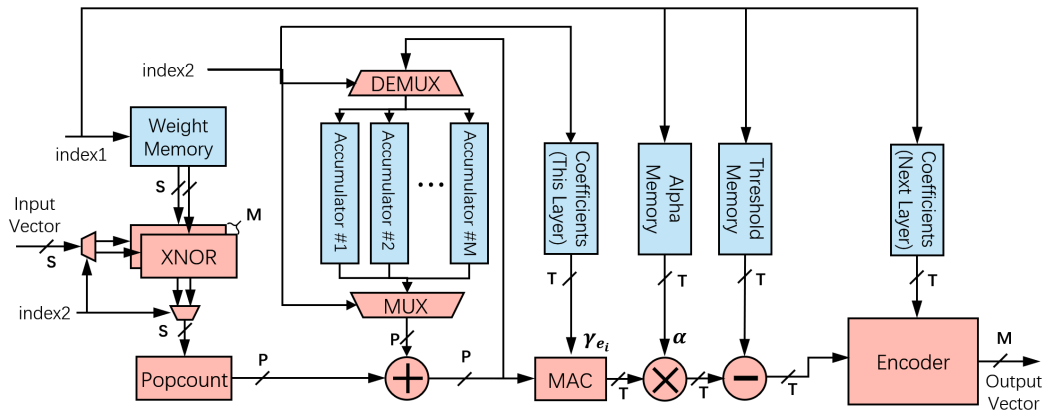 index2
DEMUX
Weight
Memory
index1
Accumulator #1
Accumulator #2
...
Accumulator #M
Coefficients
(This Layer)
Alpha
Memory
Threshold
Memory
Coefficients
(Next Layer)
S
Input
Vector
M
S
XNOR
T
T
T
T
index2
MUX
S
P
γei
α
P
P
Popcount
+
MAC
T
×
T
−
T
Encoder
M
Output
Vector